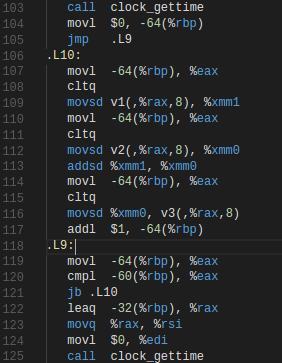 103 call clock_gettime
104 movl $0, -64(%rbp)
105 jmp .L9
106 .L10:
107 movl -64(%rbp), %eax
108 cltq
109 movsd v1(,%rax,8), %xmm1
110 movl -64(%rbp), %eax
111 cltq
112 movsd v2(,%rax,8), %xmm0
113 addsd %xmm1, %xmm0
114 movl -64(%rbp), %eax
115 cltq
116 movsd %xmm0, v3(,%rax,8)
117 addl $1, -64(%rbp)
118 .L9:
119 movl -64(%rbp), %eax
120 cmpl -60(%rbp), %eax
121 jb .L10
122 leaq -32(%rbp), %rax
123 movq %rax, %rsi
124 movl $0, %edi
125 call clock_gettime